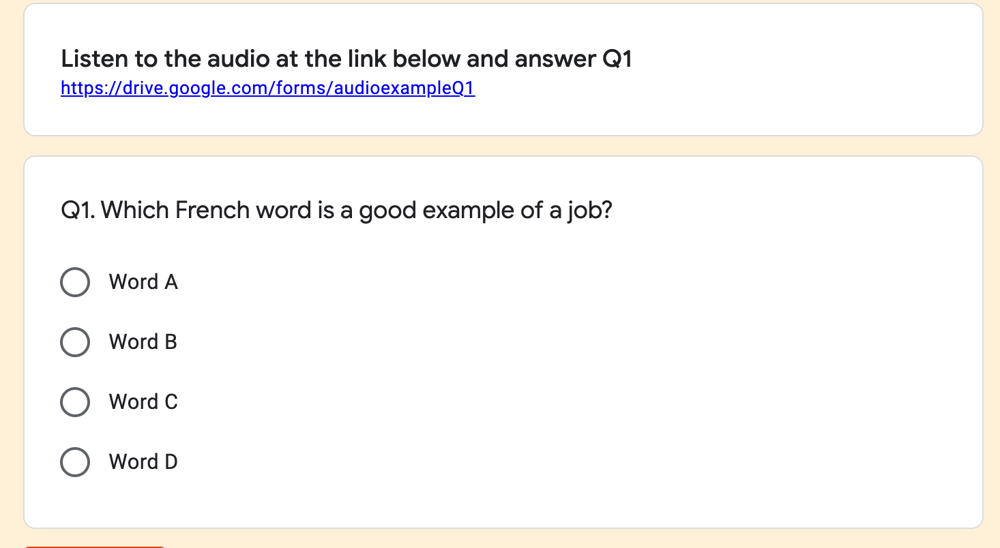 Listen to the audio at the link below and answer Q1
https://drive.google.com/forms/audioexampleQ1
Q1. Which French word is a good example of a job?
Word A
Word B
Word C
Word D